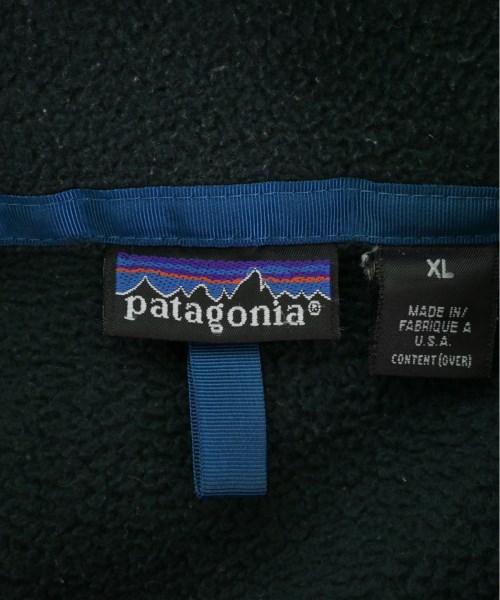 patagonia®
XL
MADE IN/
FABRIQUE A
U.S.A.
CONTENT (OVER)